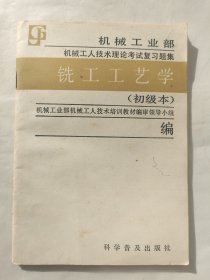 机械工业部
机械工人技术理论考试复习题集
铣工工艺学
(初级本)
机械工业部机械工人技术培训教材编审领导小组
编
科学普及出版社